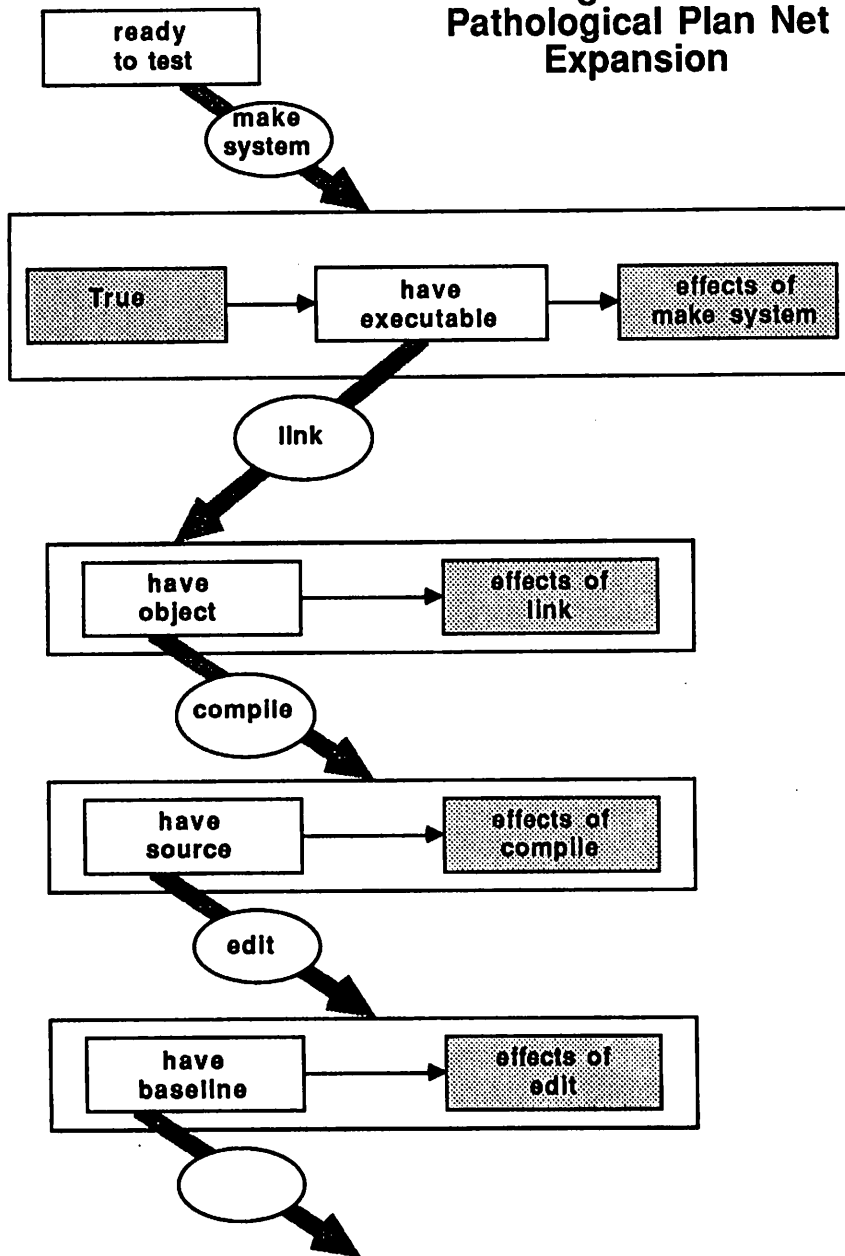 Pathological Plan Net
Expansion
ready
to test
make
system
True
have
executable
effects of
make system
link
have
object
effects of
link
compile
have
source
effects of
compile
edit
have
baseline
effects of
edit